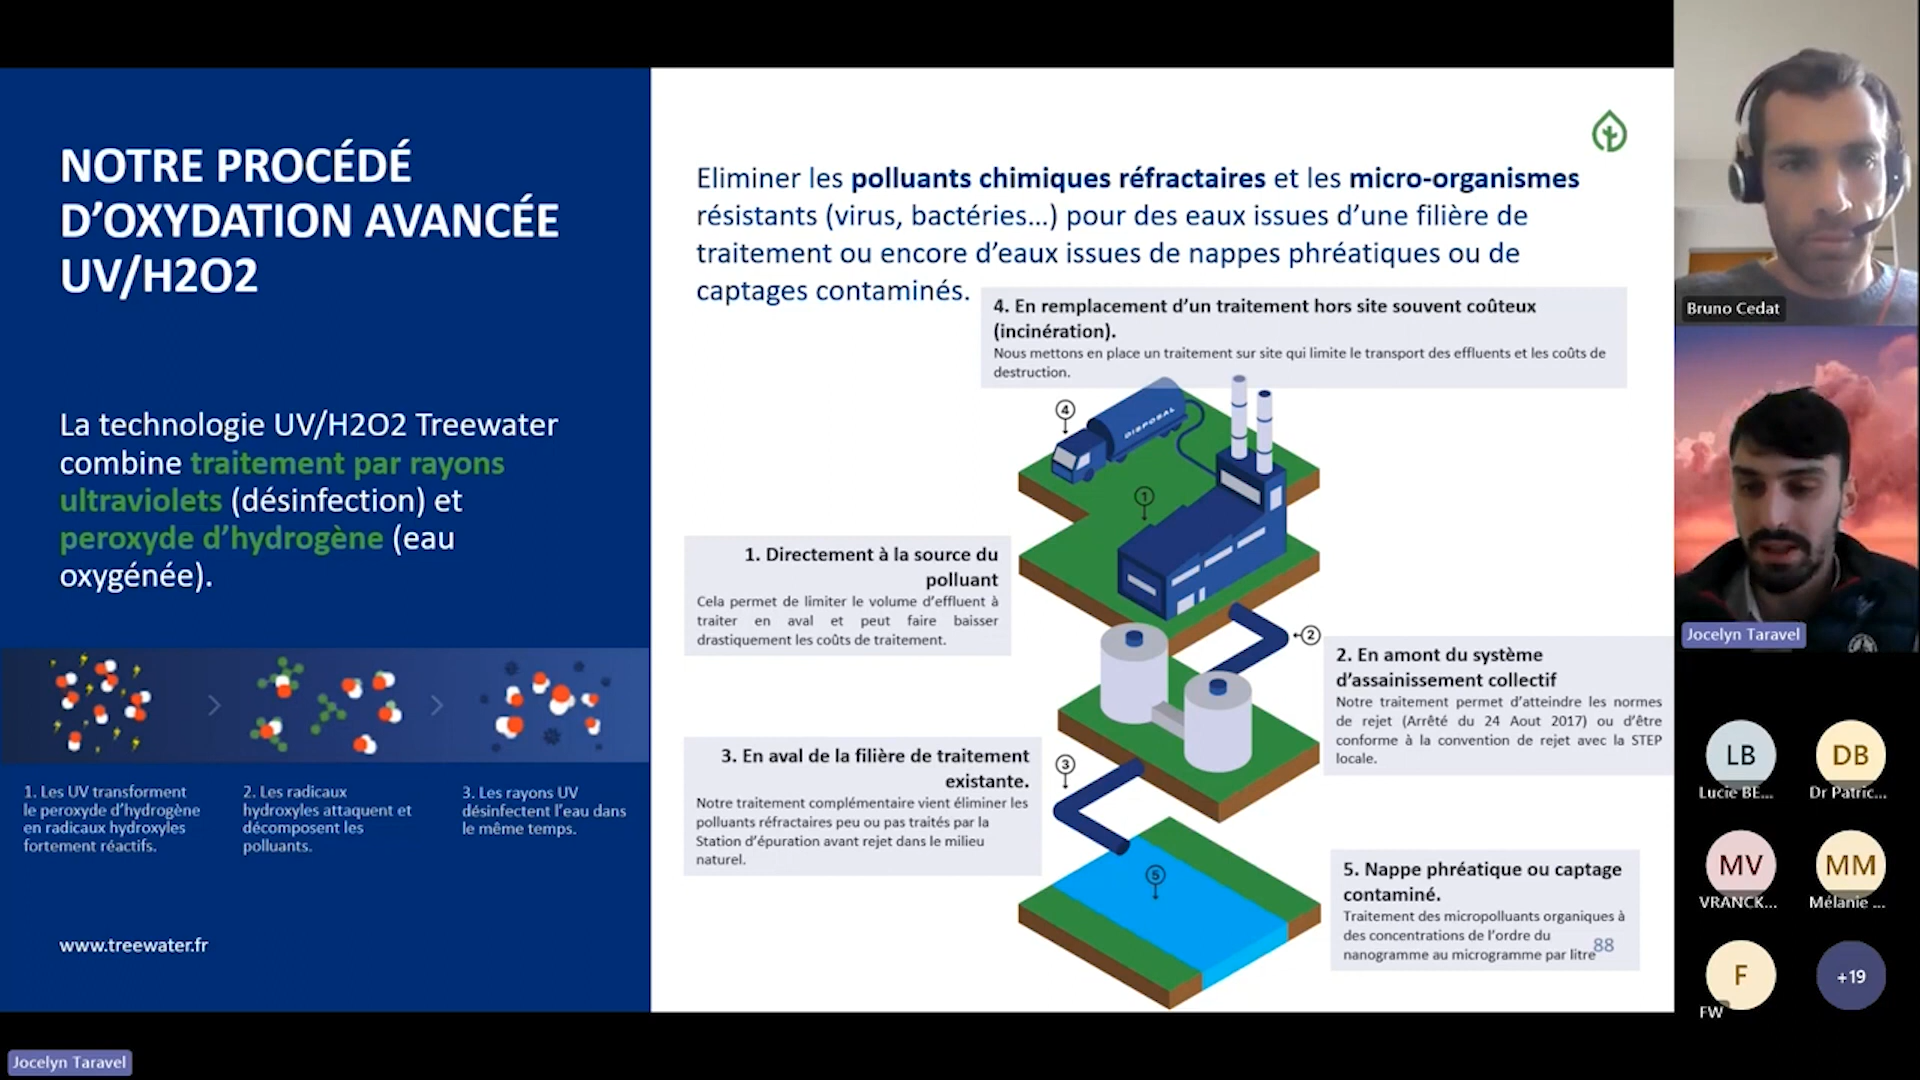 NOTRE PROCÉDÉ
D'OXYDATION AVANCÉE
UV/H2O2
La technologie UV/H2O2 Treewater
combine traitement par rayons
ultraviolets (désinfection) et
peroxyde d'hydrogène (eau
oxygénée).
1. Les UV transforment
le peroxyde d'hydrogène
en radicaux hydroxyles
fortement réactifs.
2. Les radicaux
hydroxyles attaquent et
décomposent les
polluants.
3. Les rayons UV
désinfectent l'eau dans
le même temps.
www.treewater.fr
Eliminer les polluants chimiques réfractaires et les micro-organismes
résistants (virus, bactéries...) pour des eaux issues d'une filière de
traitement ou encore d'eaux issues de nappes phréatiques ou de
captages contaminés.
4. En remplacement d'un traitement hors site souvent coûteux
(incinération).
Nous mettons en place un traitement sur site qui limite le transport des effluents et les coûts de
destruction.
4
DISPOSAL
1
1. Directement à la source du
polluant
Cela permet de limiter le volume d'effluent à
traiter en aval et peut faire baisser
drastiquement les coûts de traitement.
2
2. En amont du système
d'assainissement collectif
Notre traitement permet d'atteindre les normes
de rejet (Arrêté du 24 Aout 2017) ou d'être
conforme à la convention de rejet avec la STEP
locale.
3. En aval de la filière de traitement
existante.
Notre traitement complémentaire vient éliminer les
polluants réfractaires peu ou pas traités par la
Station d'épuration avant rejet dans le milieu
naturel.
3
5
5. Nappe phréatique ou captage
contaminé.
Traitement des micropolluants organiques à
des concentrations de l'ordre du
nanogramme au microgramme par litre
88
Bruno Cedat
Jocelyn Taravel
LB
Lucie BE...
DB
Dr Patric...
MV
VRANCK...
MM
Mélanie ...
F
FW
+19
Jocelyn Taravel